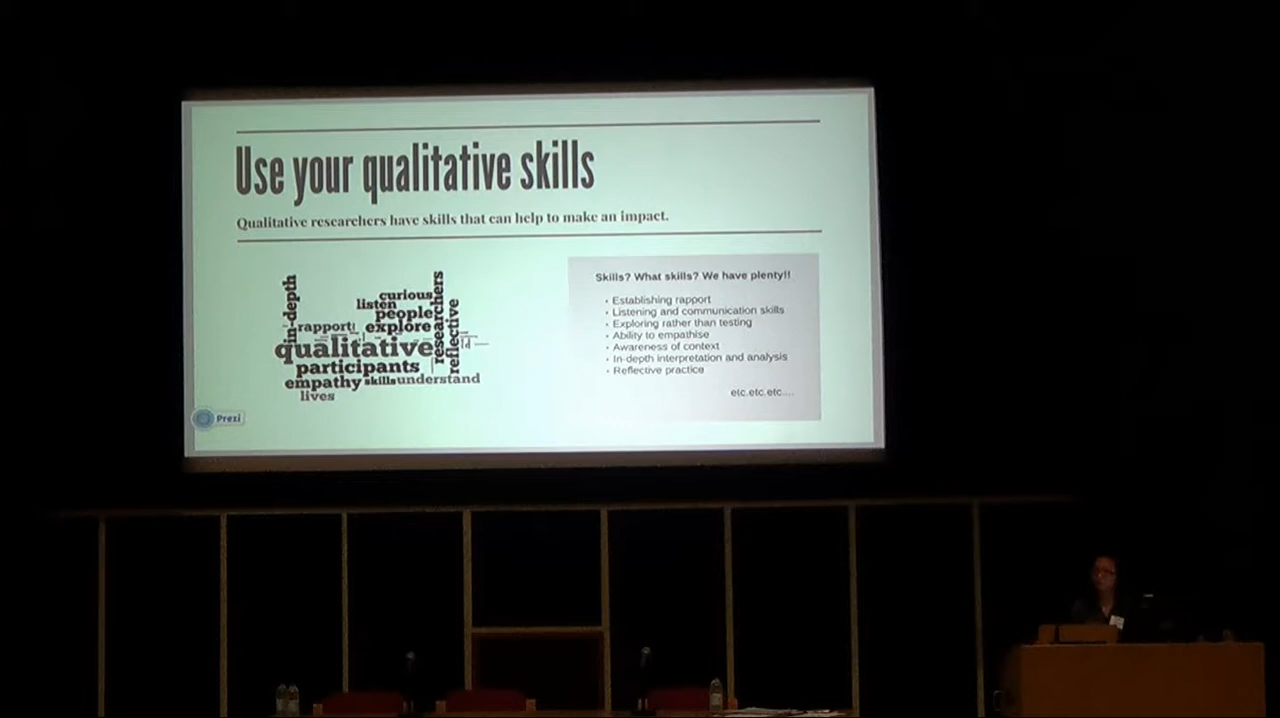 Use your qualitative skills
Qualitative researchers have skills that can help to make an impact.
in-depth
curious
listen
people
researchers
rapport
explore
reflective
qualitative
participants
empathy
skills
understand
lives
Skills? What skills? We have plenty!!
• Establishing rapport
• Listening and communication skills
• Exploring rather than testing
• Ability to empathise
• Awareness of context
• In-depth interpretation and analysis
• Reflective practice
etc.etc.etc....
Prezi